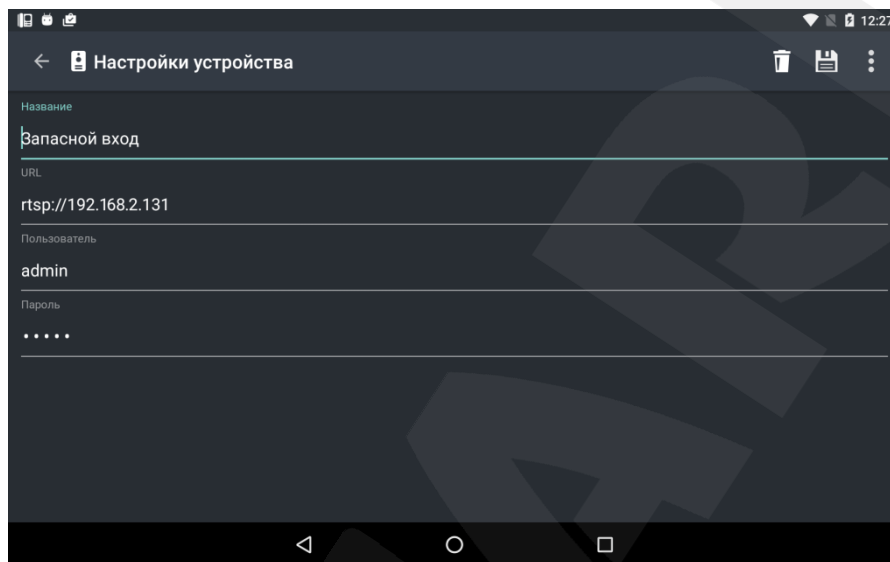 12:27
Настройки устройства
Название
Запасной вход
URL
rtsp://192.168.2.131
Пользователь
admin
Пароль
•••••